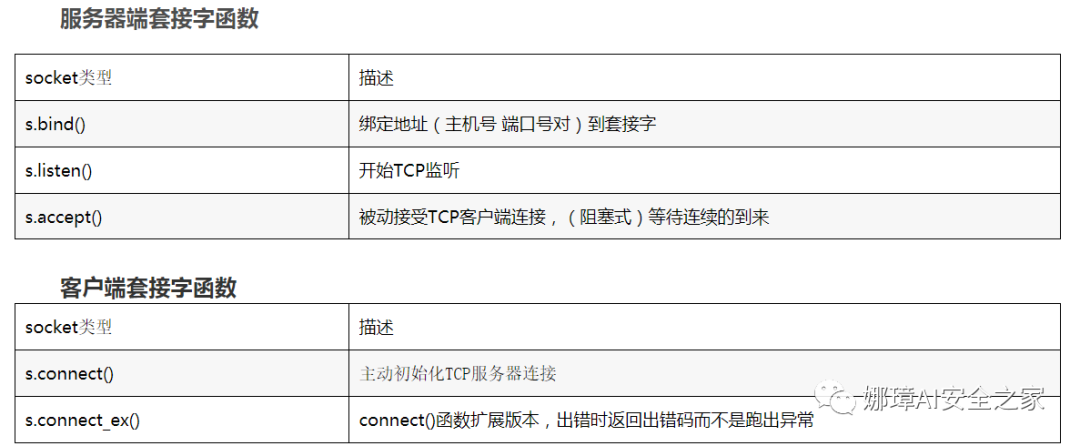 服务器端套接字函数
socket类型 描述
s.bind() 绑定地址（主机号 端口号对）到套接字
s.listen() 开始TCP监听
s.accept() 被动接受TCP客户端连接，（阻塞式）等待连续的到来
客户端套接字函数
socket类型 描述
s.connect() 主动初始化TCP服务器连接
s.connect_ex() connect()函数扩展版本，出错时返回出错码而不是跑出异常
娜璋AI安全之家